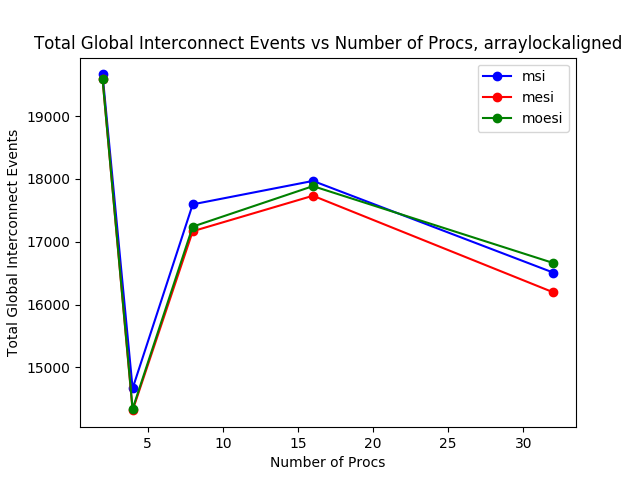 Total Global Interconnect Events vs Number of Procs, arraylockaligned
msi
mesi
moesi
Total Global Interconnect Events
19000
18000
17000
16000
15000
5
10
15
20
25
30
Number of Procs